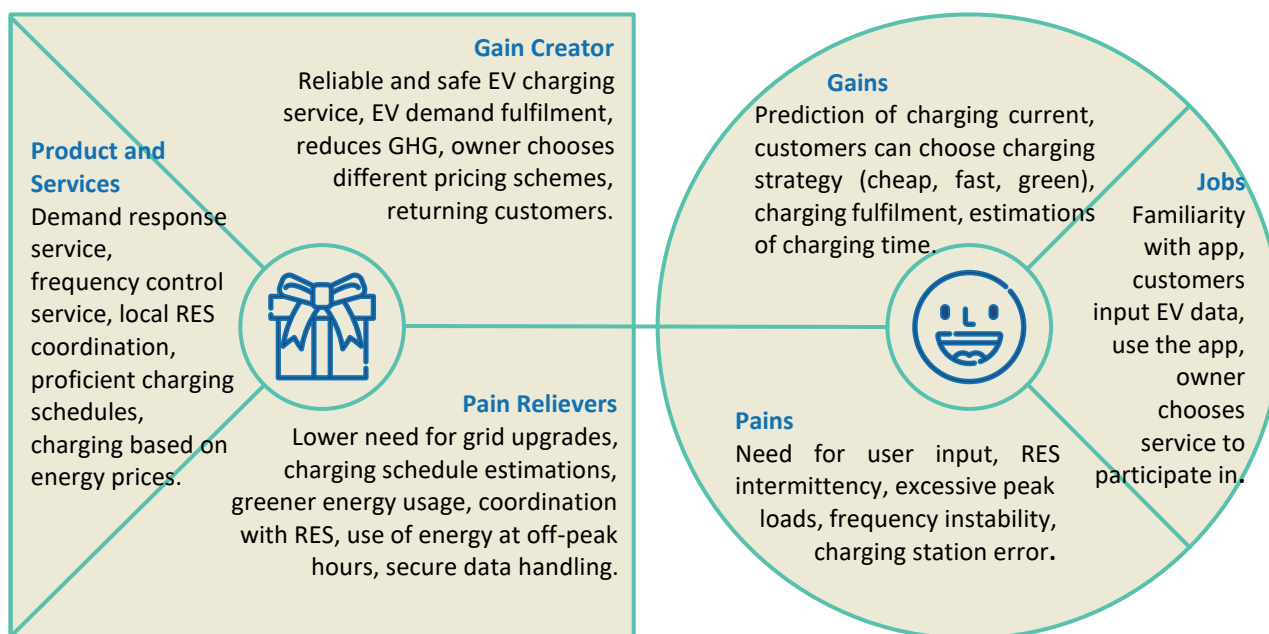 Gain Creator
Reliable and safe EV charging
service, EV demand fulfilment,
reduces GHG, owner chooses
different pricing schemes,
returning customers.
Product and
Services
Demand response
service,
frequency control
service, local RES
coordination,
proficient charging
schedules,
charging based on
energy prices.
Pain Relievers
Lower need for grid upgrades,
charging schedule estimations,
greener energy usage, coordination
with RES, use of energy at off-peak
hours, secure data handling.
Gains
Prediction of charging current,
customers can choose charging
strategy (cheap, fast, green),
charging fulfilment, estimations
of charging time.
Jobs
Familiarity
with app,
customers
input EV data,
use the app,
owner
chooses
service to
participate in.
Pains
Need for user input, RES
intermittency, excessive peak
loads, frequency instability,
charging station error.